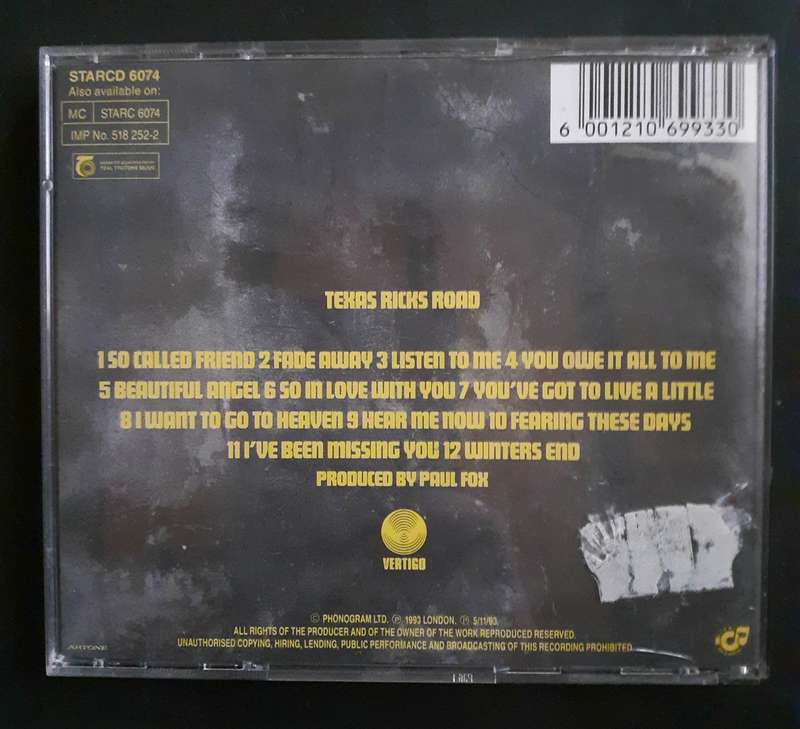 STARCD 6074
Also available on:
MC STARC 6074
IMP No. 518 252-2
TEAL TRUTONE MUSIC
6 001210 699330
TEXAS RICKS ROAD
1 SO CALLED FRIEND 2 FADE AWAY 3 LISTEN TO ME 4 YOU OWE IT ALL TO ME
5 BEAUTIFUL ANGEL 6 SO IN LOVE WITH YOU 7 YOU'VE GOT TO LIVE A LITTLE
8 I WANT TO GO TO HEAVEN 9 HEAR ME NOW 10 FEARING THESE DAYS
11 I'VE BEEN MISSING YOU 12 WINTERS END
PRODUCED BY PAUL FOX
VERTIGO
© PHONOGRAM LTD. ℗ 1993 LONDON. ℗ 5/11/93.
ALL RIGHTS OF THE PRODUCER AND OF THE OWNER OF THE WORK REPRODUCED RESERVED.
UNAUTHORISED COPYING, HIRING, LENDING, PUBLIC PERFORMANCE AND BROADCASTING OF THIS RECORDING PROHIBITED.
ARTONE